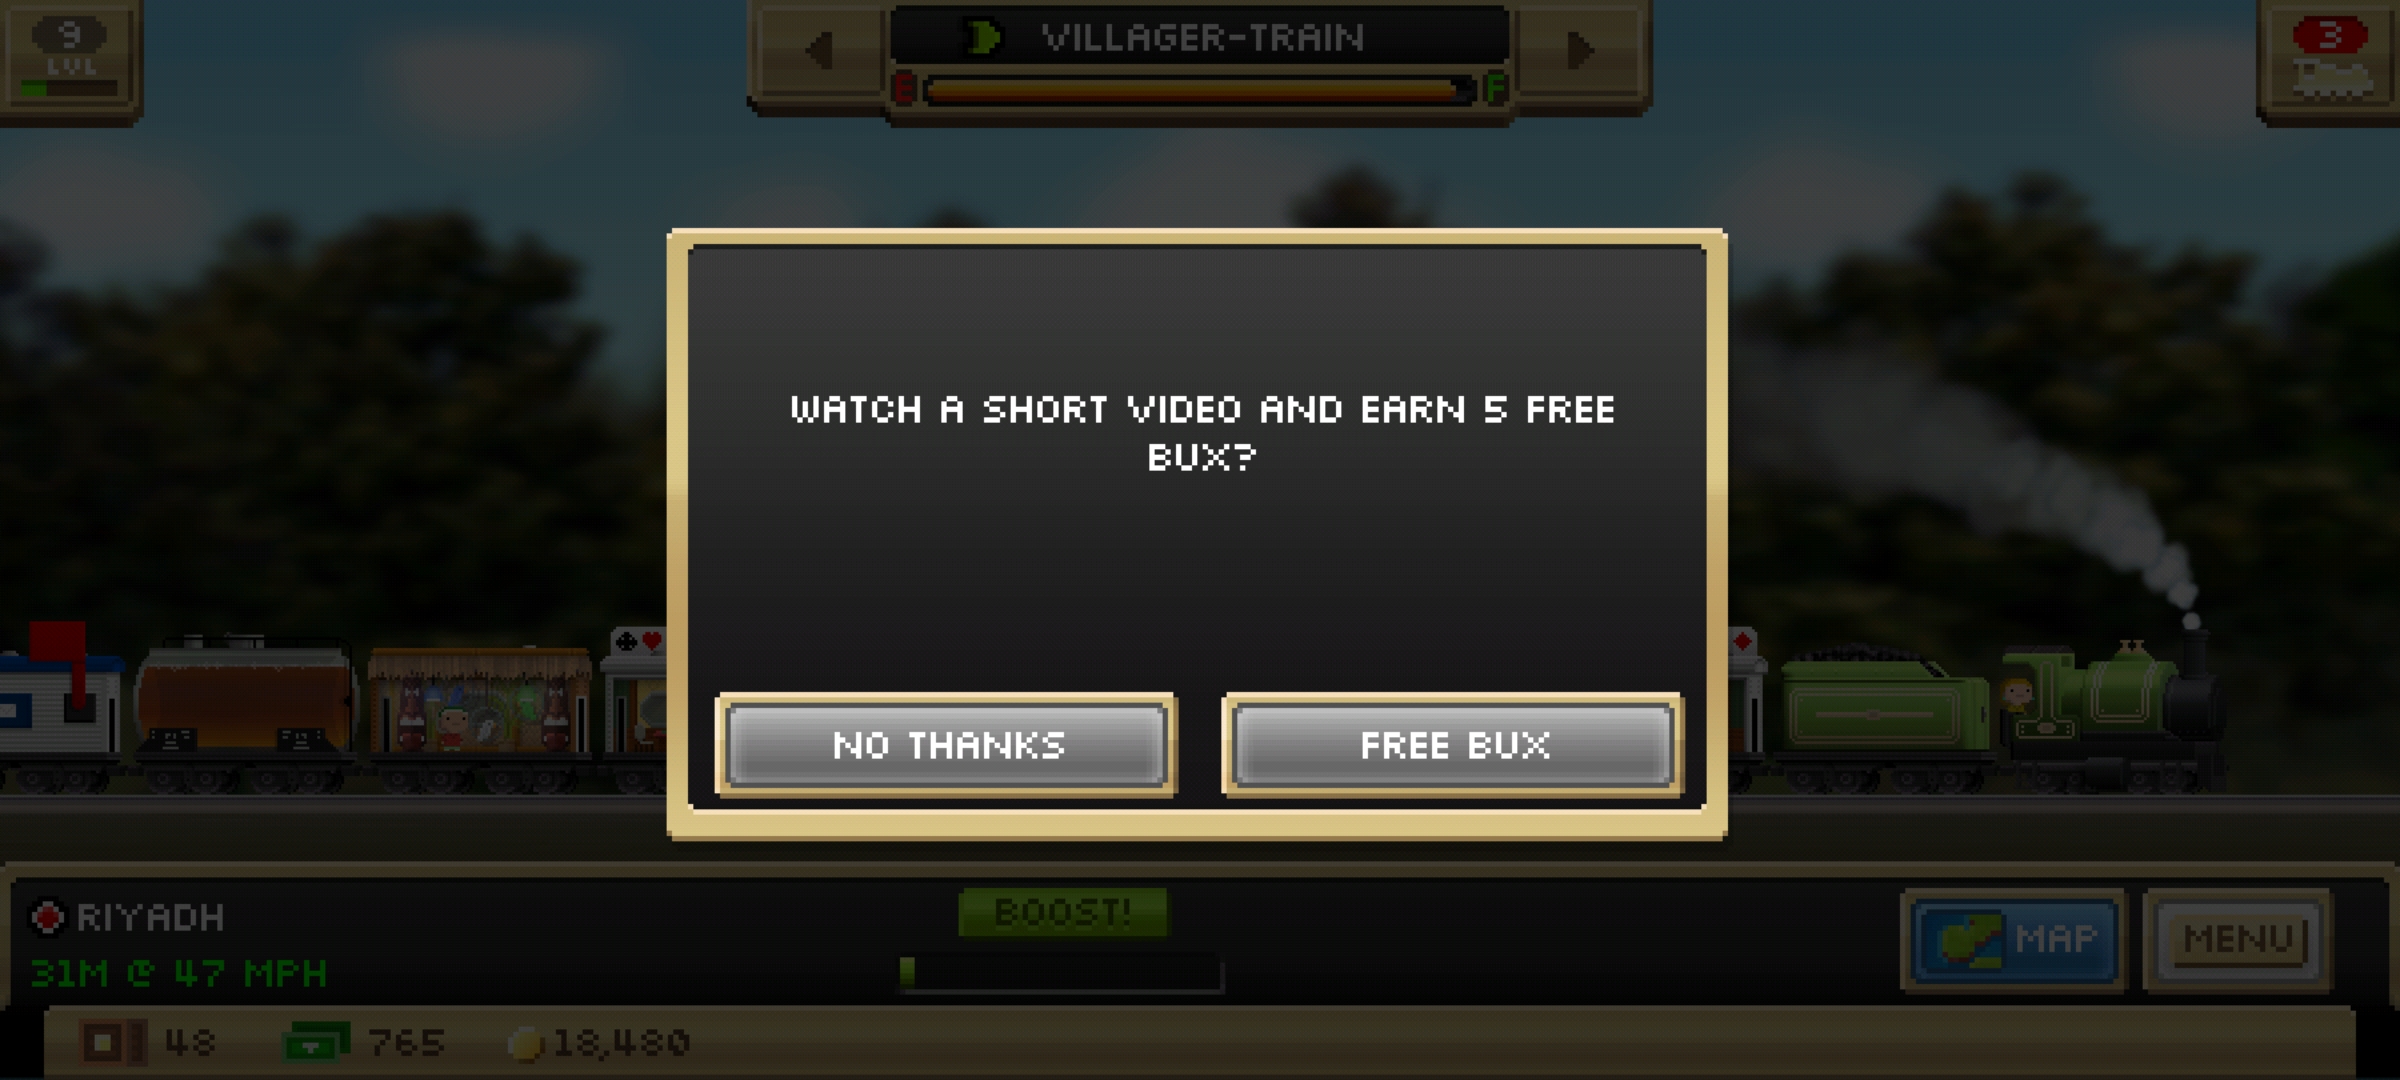 9
LVL
VILLAGER-TRAIN
E
F
3
WATCH A SHORT VIDEO AND EARN 5 FREE
BUX?
NO THANKS
FREE BUX
RIYADH
31M @ 47 MPH
BOOST!
MAP
MENU
48
765
18,480